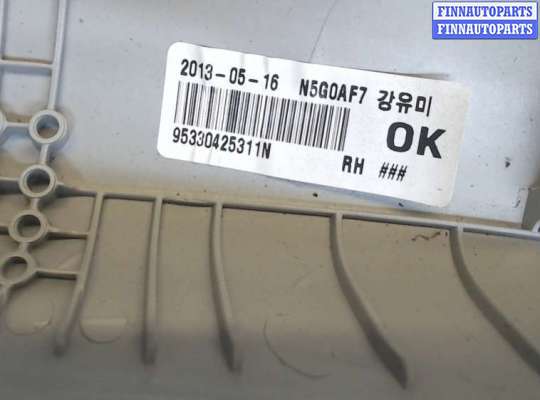 FINNAUTOPARTS
FINNAUTOPARTS
2013-05-16 N5G0AF7 강유미
OK
95330425311N
RH ###